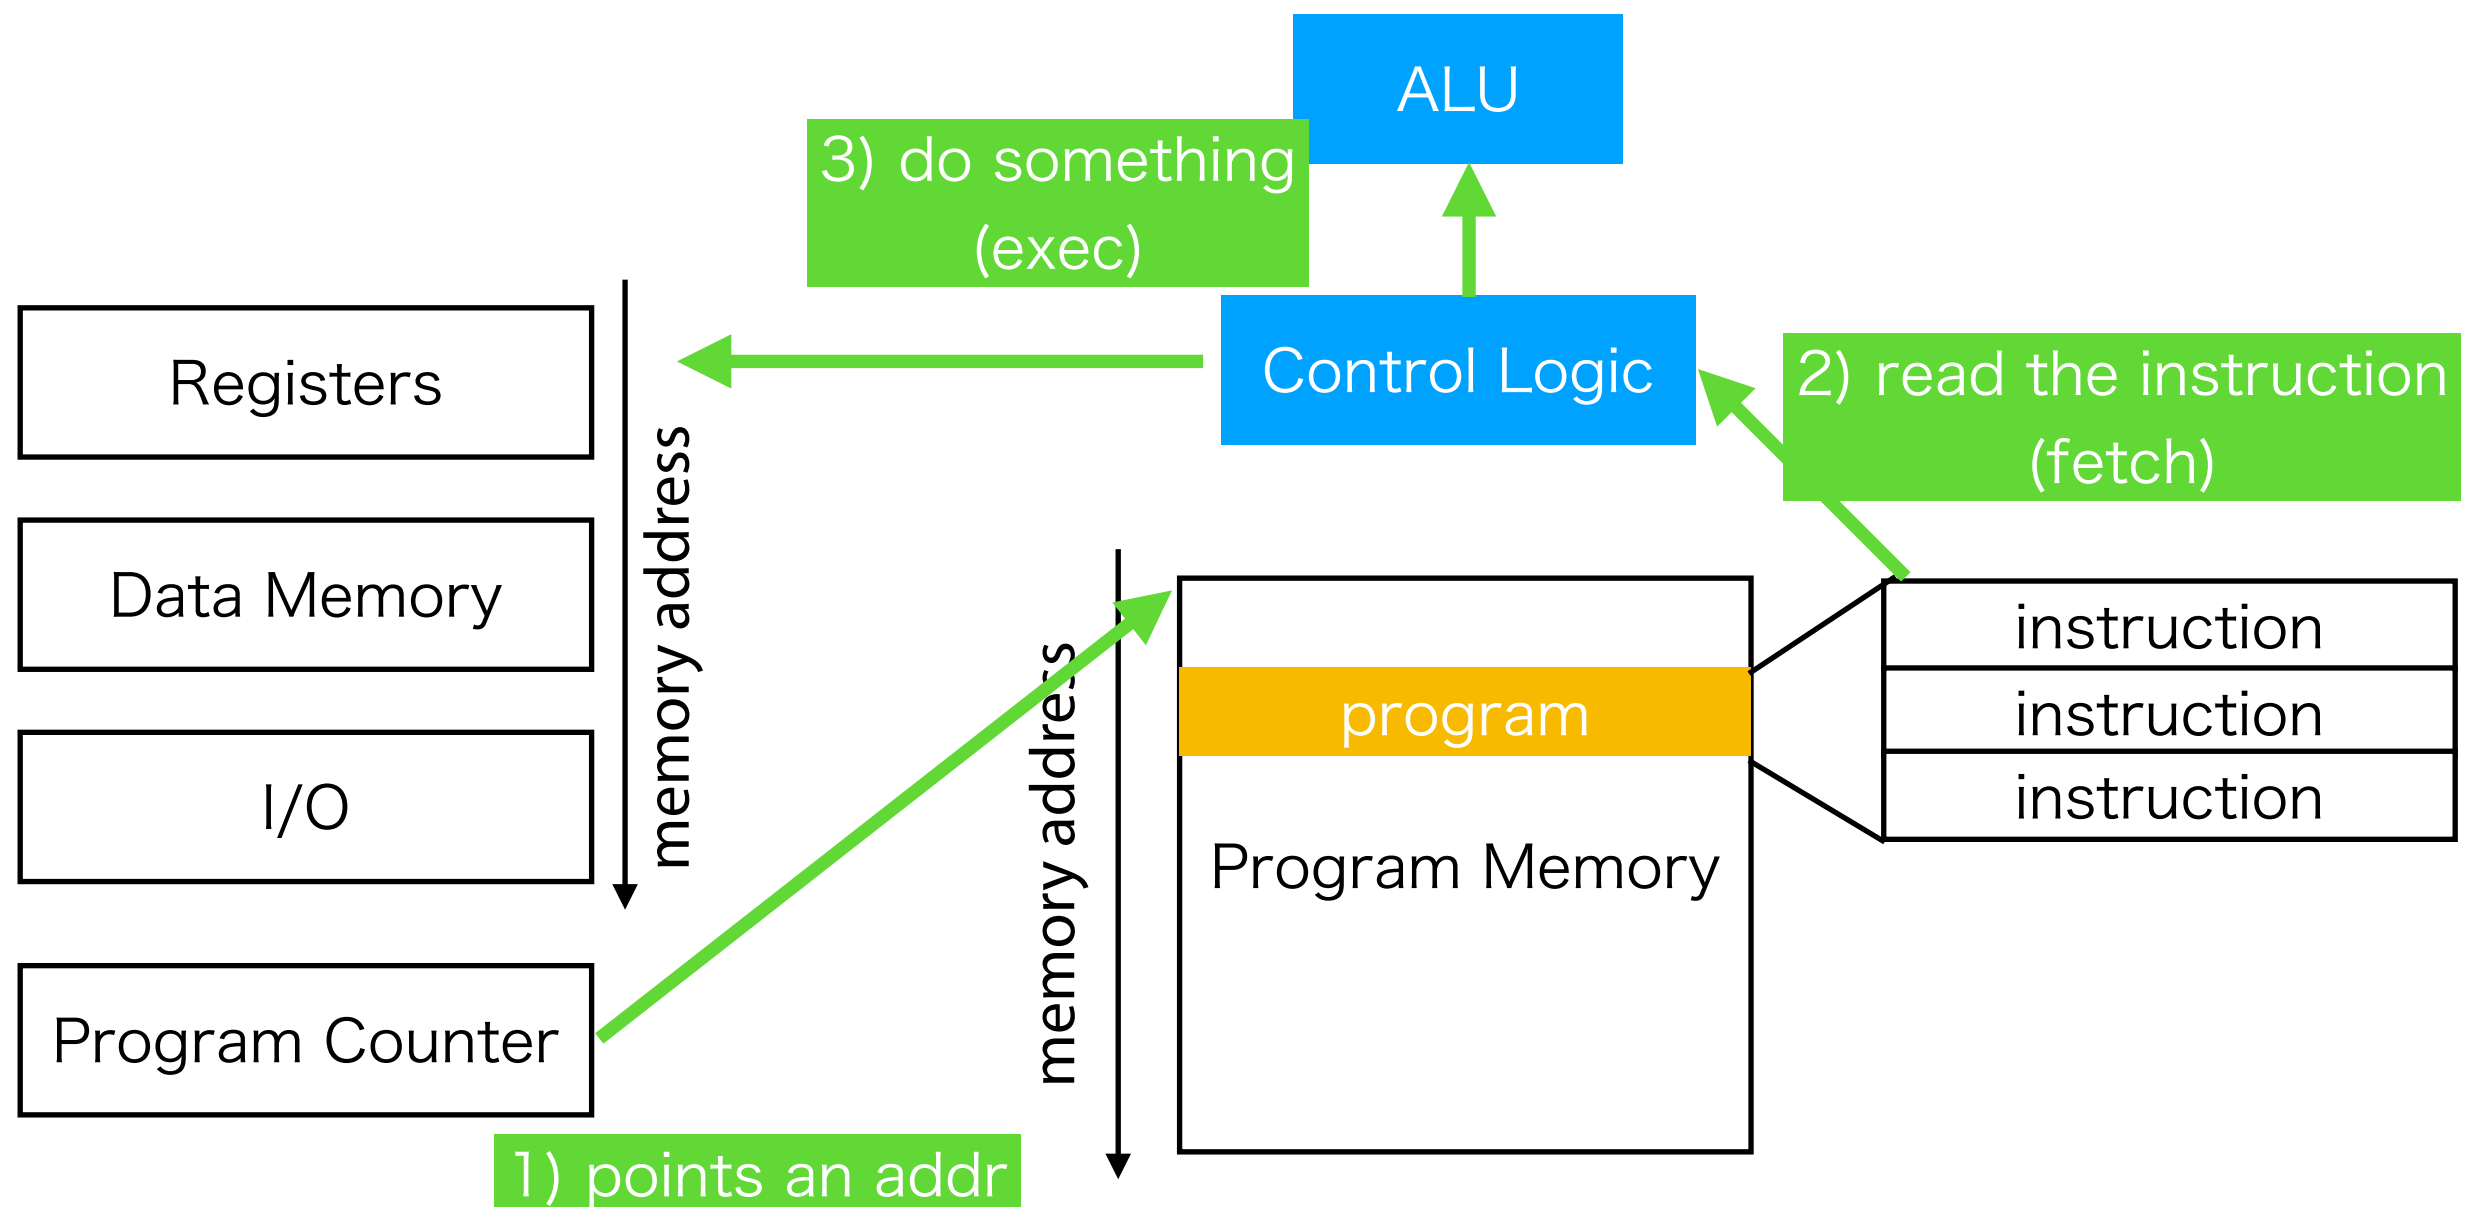 ALU
3) do something
(exec)
Registers
Control Logic
2) read the instruction
(fetch)
memory address
Data Memory
I/O
memory address
program
Program Memory
instruction
instruction
instruction
Program Counter
1) points an addr